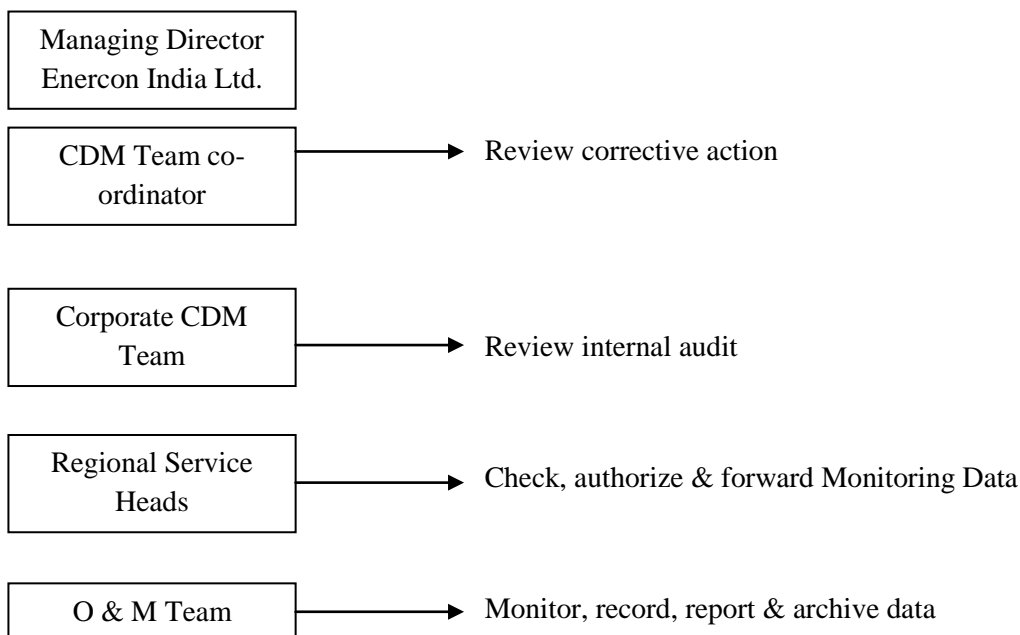 Managing Director
Enercon India Ltd.
CDM Team co-
ordinator
Review corrective action
Corporate CDM
Team
Review internal audit
Regional Service
Heads
Check, authorize & forward Monitoring Data
O & M Team
Monitor, record, report & archive data